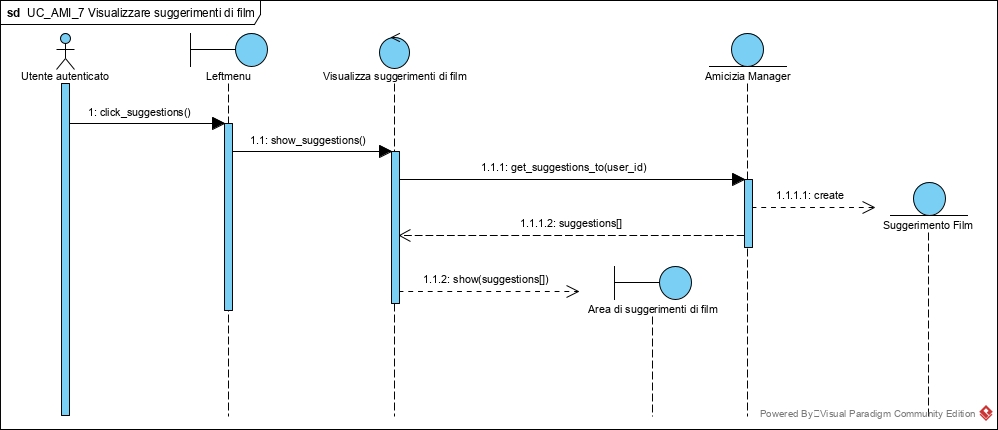 sd UC_AMI_7 Visualizzare suggerimenti di film
Utente autenticato
Leftmenu
Visualizza suggerimenti di film
Amicizia Manager
1: click_suggestions()
1.1: show_suggestions()
1.1.1: get_suggestions_to(user_id)
1.1.1.1: create
Suggerimento Film
1.1.1.2: suggestions[]
1.1.2: show(suggestions[])
Area di suggerimenti di film
Powered By Visual Paradigm Community Edition